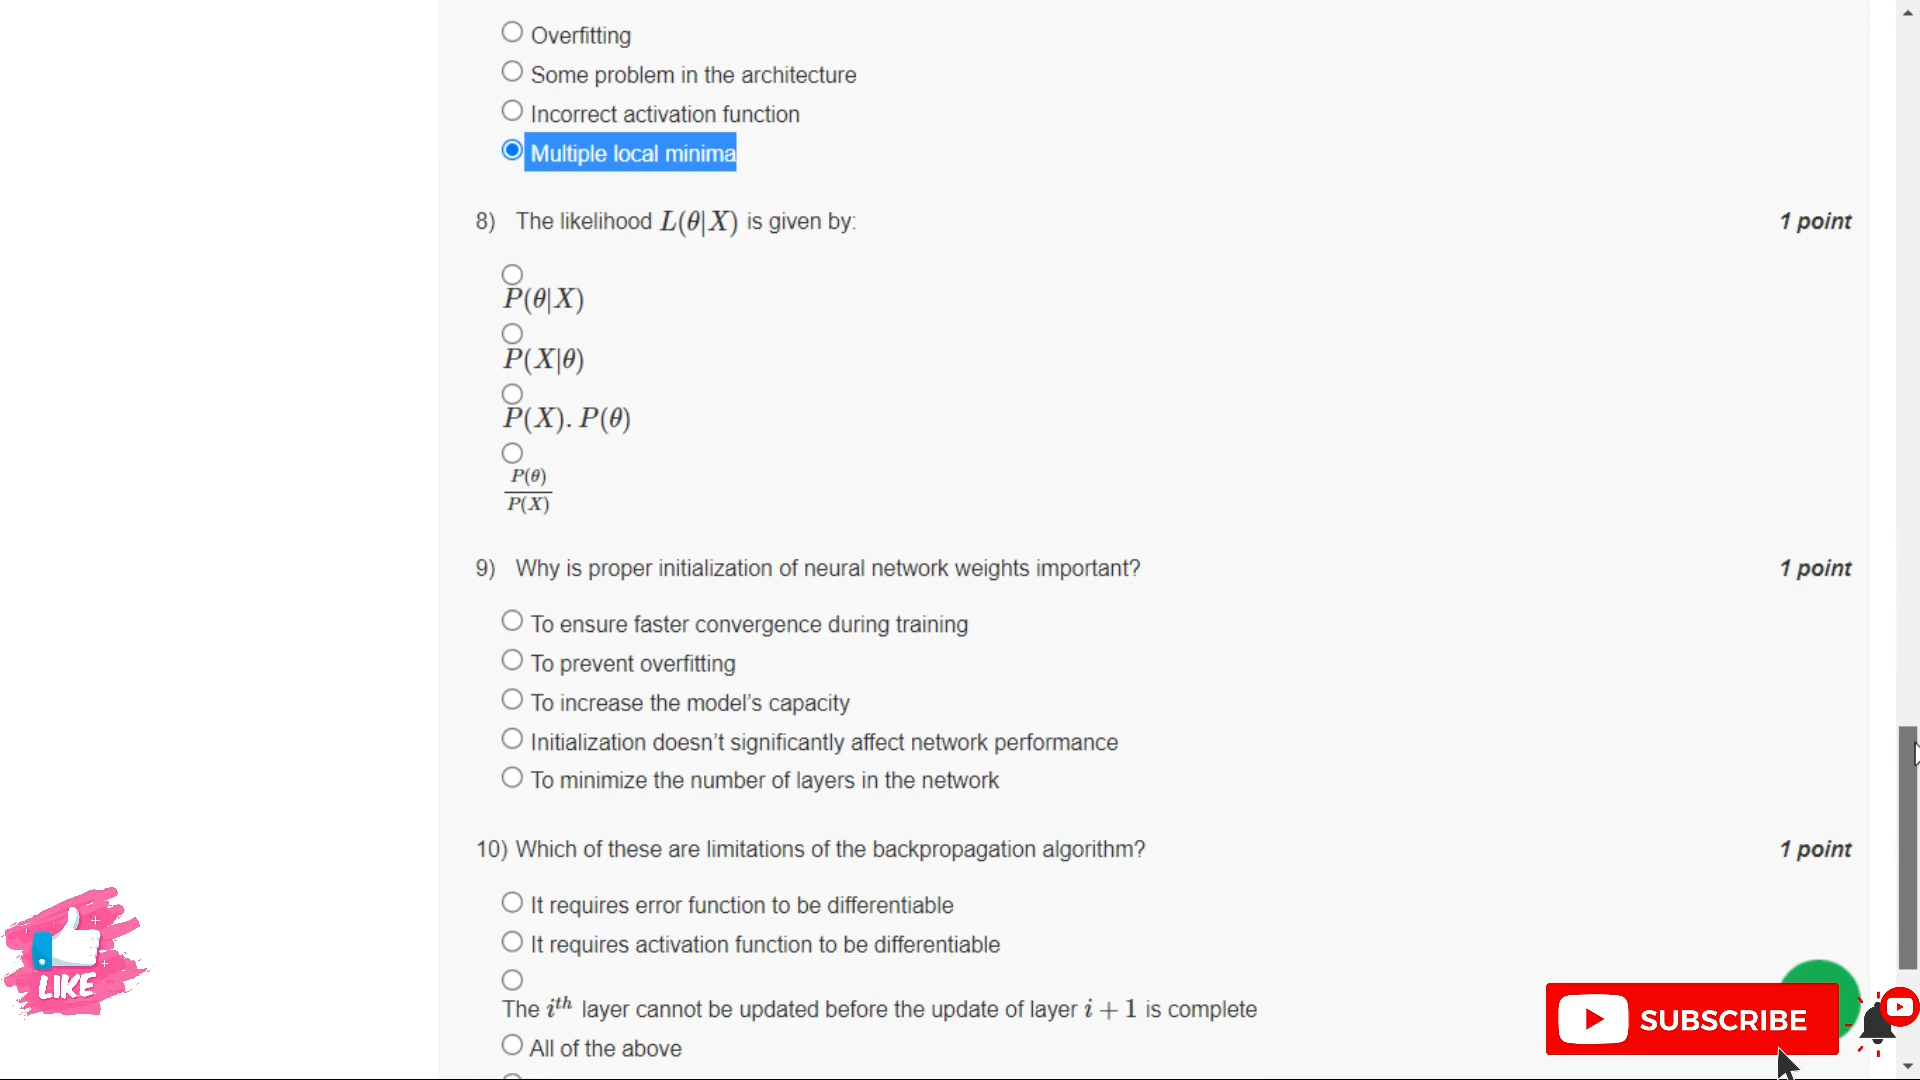 Overfitting
Some problem in the architecture
Incorrect activation function
Multiple local minima
8) The likelihood L(θ|X) is given by: 1 point
P(θ|X)
P(X|θ)
P(X). P(θ)
P(θ)
P(X)
9) Why is proper initialization of neural network weights important? 1 point
To ensure faster convergence during training
To prevent overfitting
To increase the model’s capacity
Initialization doesn’t significantly affect network performance
To minimize the number of layers in the network
10) Which of these are limitations of the backpropagation algorithm? 1 point
It requires error function to be differentiable
It requires activation function to be differentiable
The iᵗʰ layer cannot be updated before the update of layer i + 1 is complete
All of the above
LIKE
SUBSCRIBE